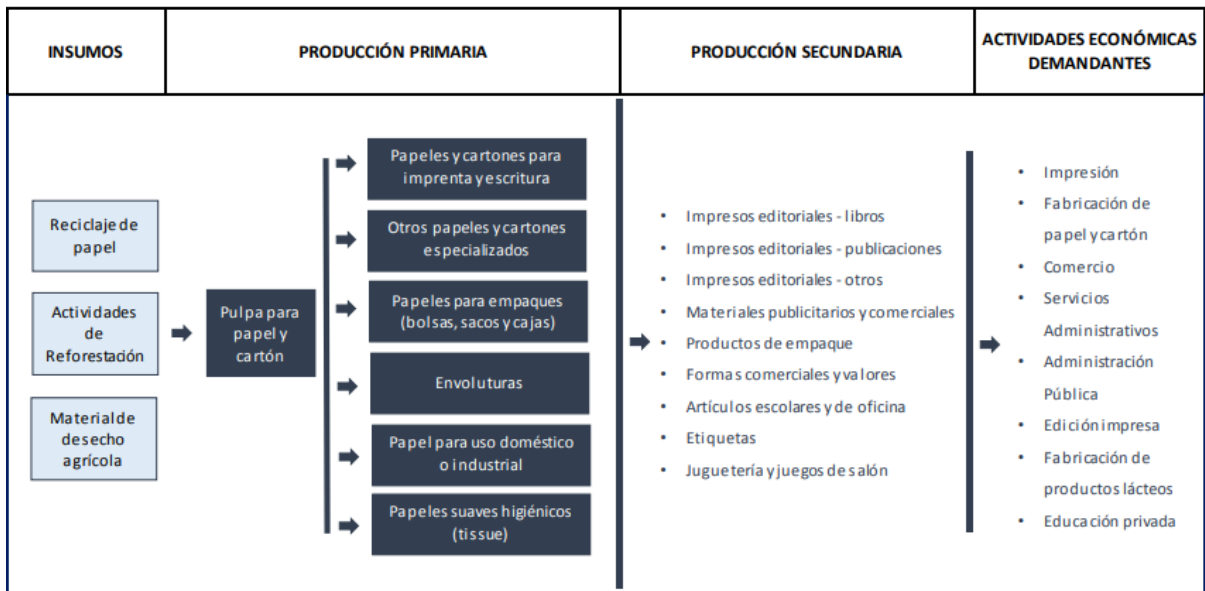 INSUMOS
PRODUCCIÓN PRIMARIA
PRODUCCIÓN SECUNDARIA
ACTIVIDADES ECONÓMICAS
DEMANDANTES
Reciclaje de
papel
Actividades
de
Reforestación
Material de
desecho
agrícola
Pulpa para
papel y
cartón
Papeles y cartones para
imprenta y escritura
Otros papeles y cartones
especializados
Papeles para empaques
(bolsas, sacos y cajas)
Envoluturas
Papel para uso doméstico
o industrial
Papeles suaves higiénicos
(tissue)
• Impresos editoriales - libros
• Impresos editoriales - publicaciones
• Impresos editoriales - otros
• Materiales publicitarios y comerciales
• Productos de empaque
• Formas comerciales y valores
• Artículos escolares y de oficina
• Etiquetas
• Juguetería y juegos de salón
• Impresión
• Fabricación de
papel y cartón
• Comercio
• Servicios
Administrativos
• Administración
Pública
• Edición impresa
• Fabricación de
productos lácteos
• Educación privada